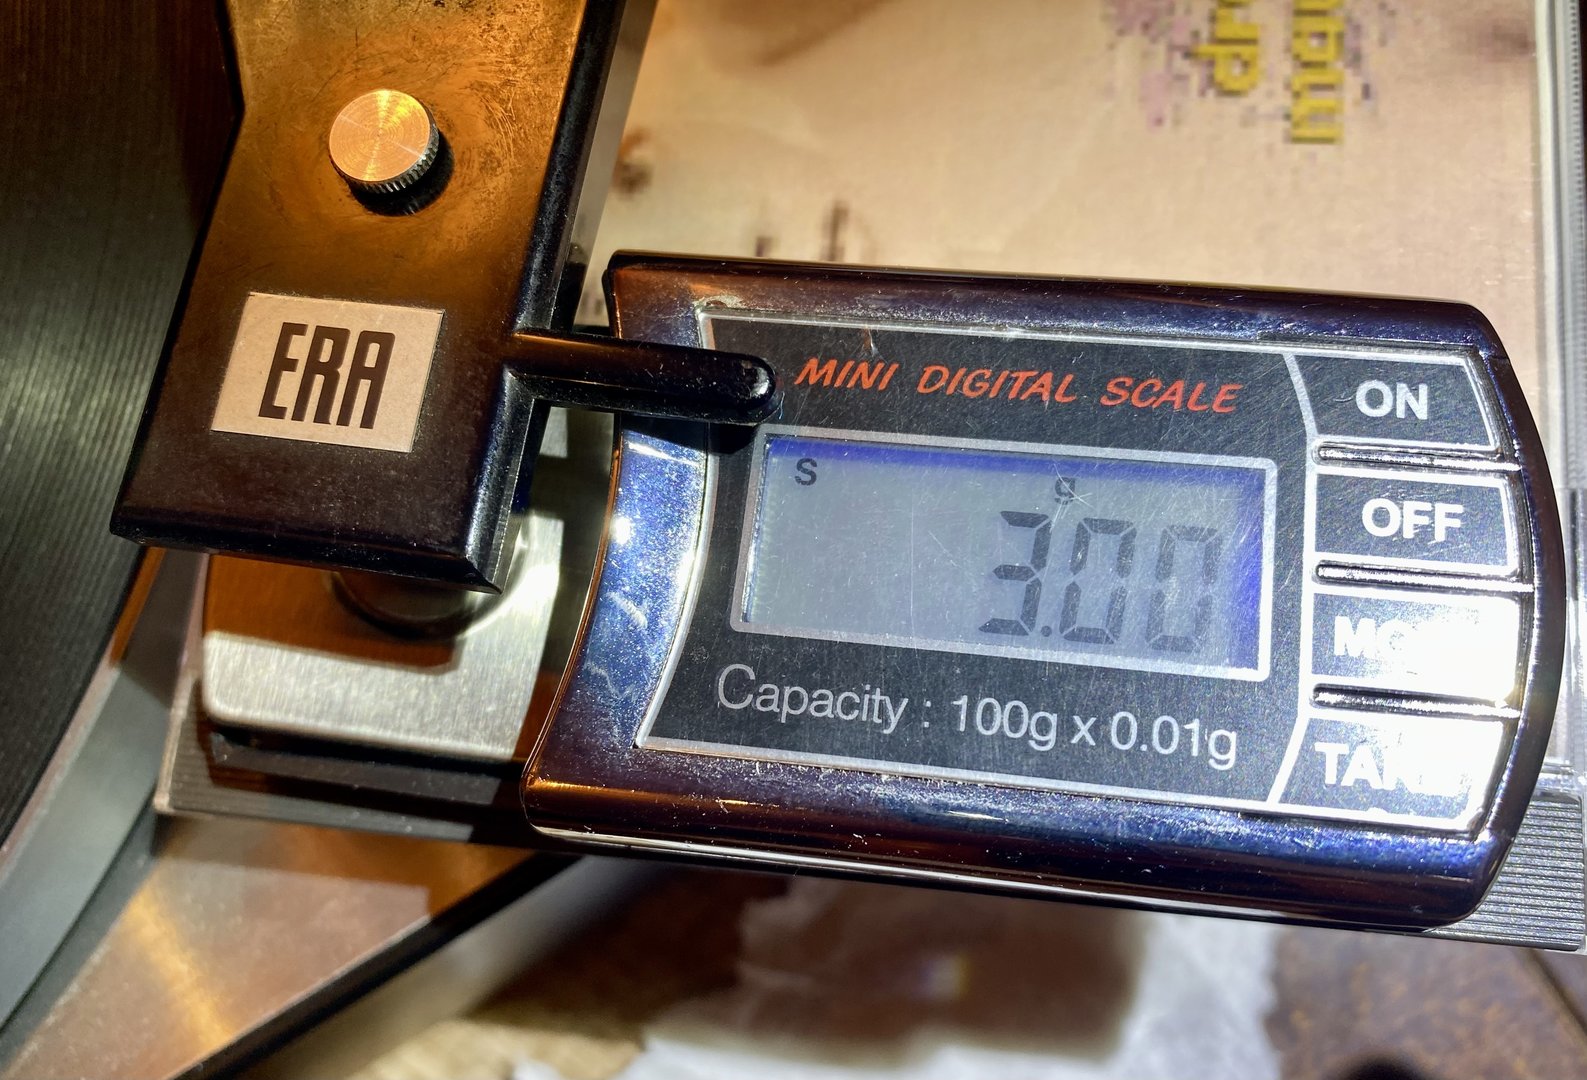 ERA
MINI DIGITAL SCALE
S
g
3.00
Capacity : 100g x 0.01g
ON
OFF